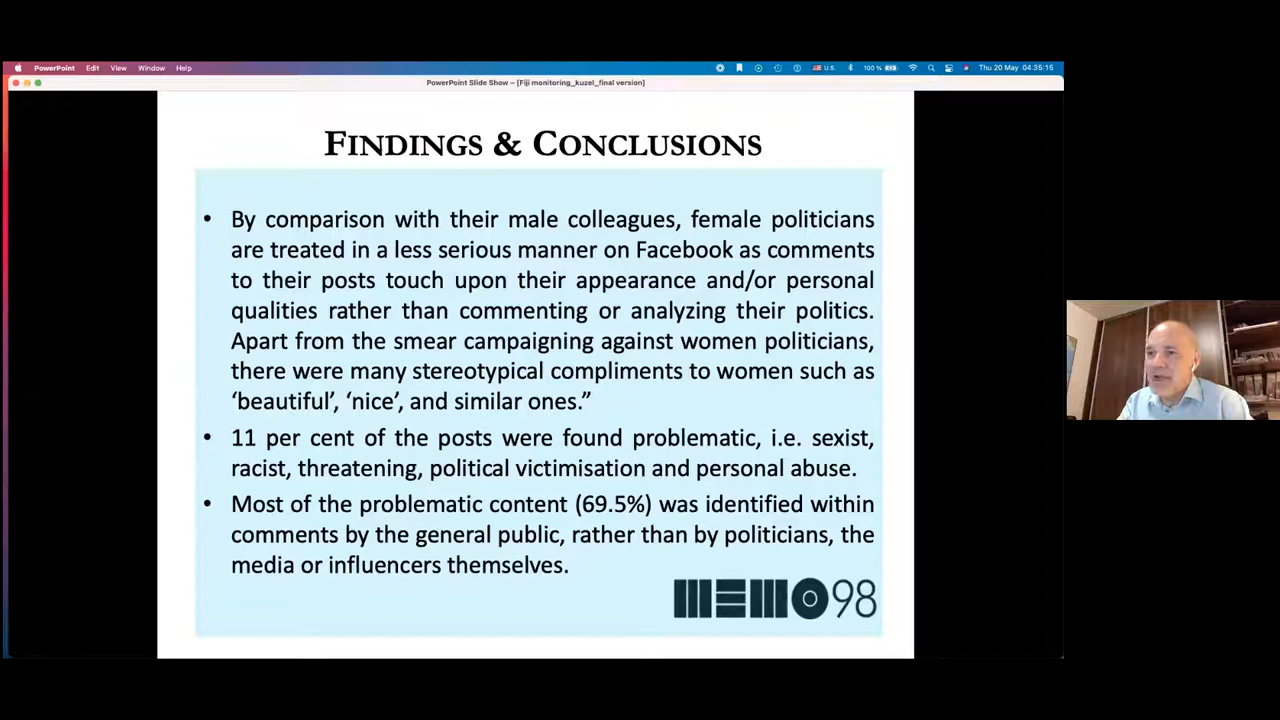 PowerPoint Edit View Window Help U.S. 100 % Thu 20 May 04:35:15
PowerPoint Slide Show – [Fiji monitoring_kuzel_final version]
FINDINGS & CONCLUSIONS
• By comparison with their male colleagues, female politicians
are treated in a less serious manner on Facebook as comments
to their posts touch upon their appearance and/or personal
qualities rather than commenting or analyzing their politics.
Apart from the smear campaigning against women politicians,
there were many stereotypical compliments to women such as
‘beautiful’, ‘nice’, and similar ones.”
• 11 per cent of the posts were found problematic, i.e. sexist,
racist, threatening, political victimisation and personal abuse.
• Most of the problematic content (69.5%) was identified within
comments by the general public, rather than by politicians, the
media or influencers themselves.
MEMO98